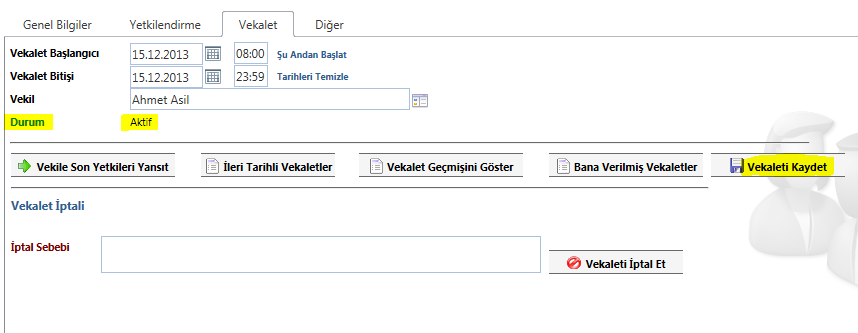 Genel Bilgiler Yetkilendirme Vekalet Diğer
Vekalet Başlangıcı 15.12.2013 08:00 Şu Andan Başlat
Vekalet Bitişi 15.12.2013 23:59 Tarihleri Temizle
Vekil Ahmet Asil
Durum Aktif
Vekile Son Yetkileri Yansıt İleri Tarihli Vekaletler Vekalet Geçmişini Göster Bana Verilmiş Vekaletler Vekaleti Kaydet
Vekalet İptali
İptal Sebebi
Vekaleti İptal Et